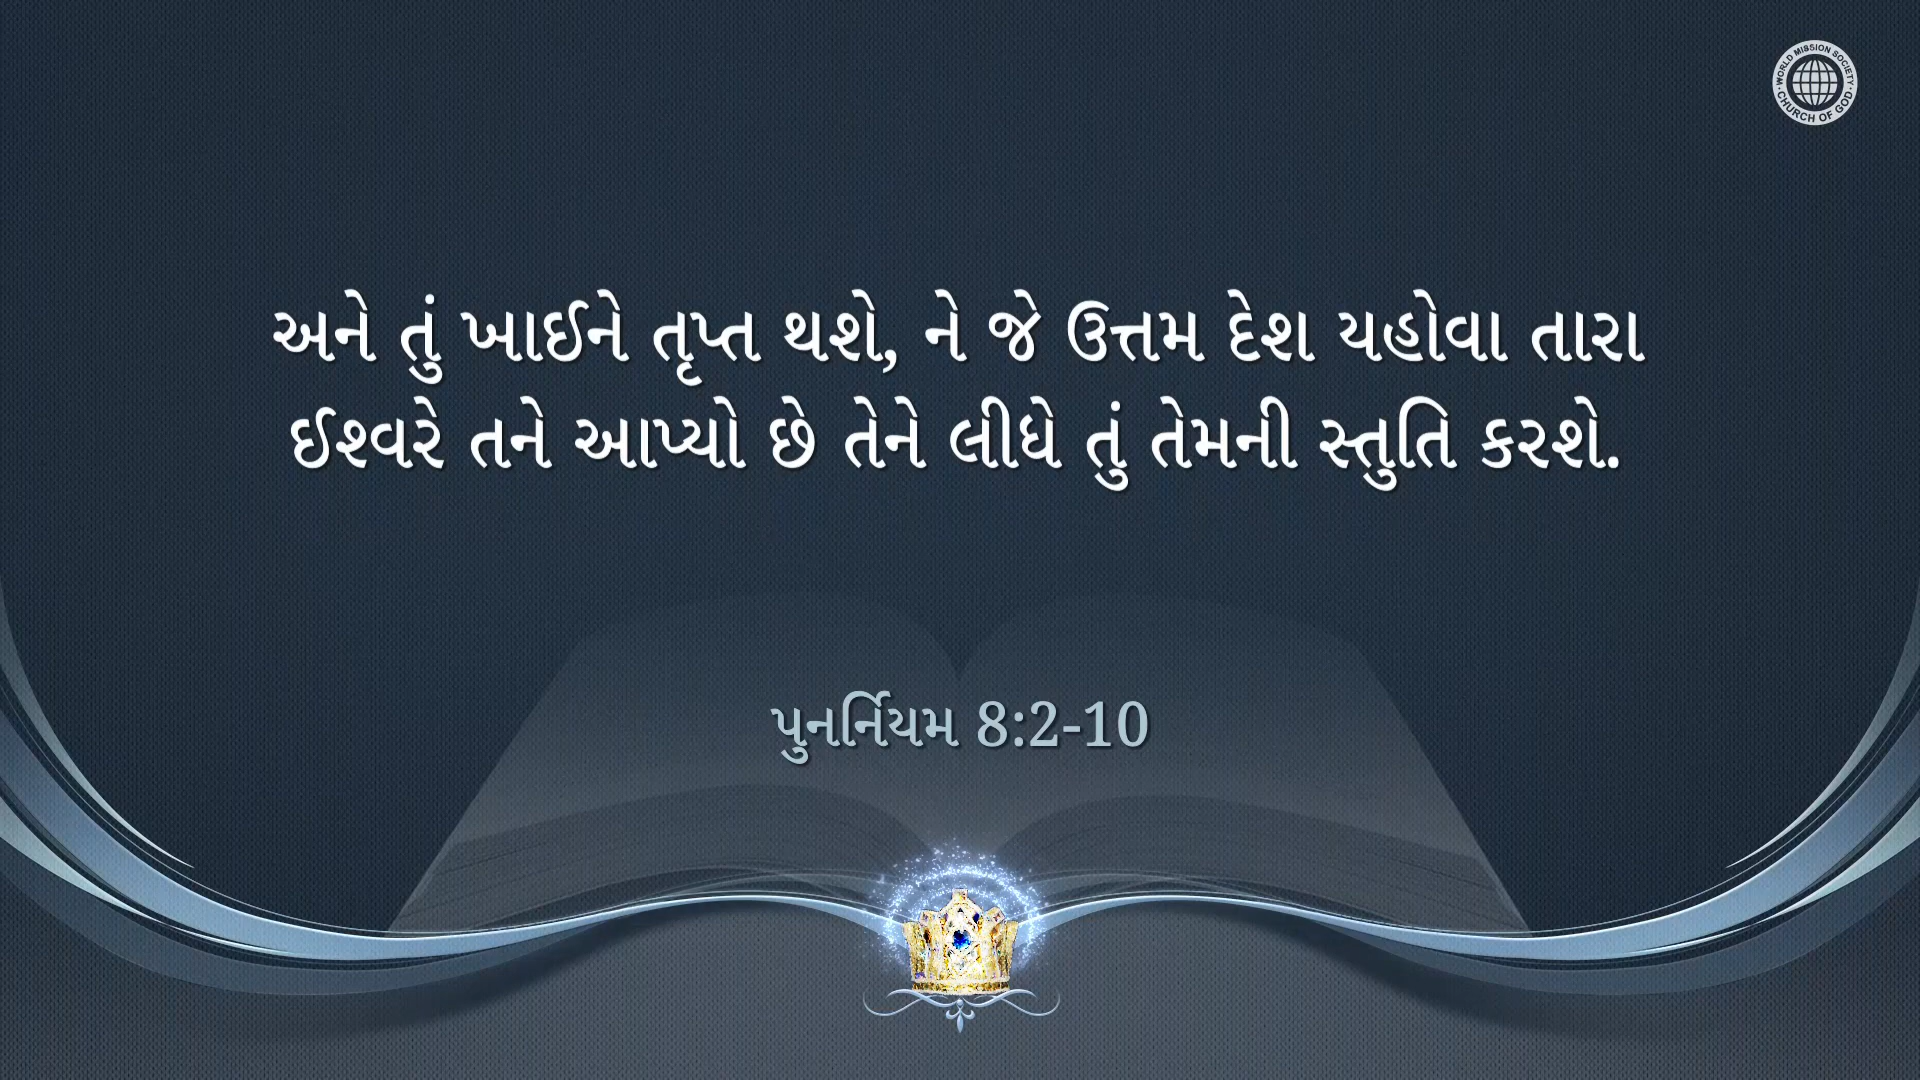 WORLD MISSION SOCIETY
CHURCH OF GOD
અને તું ખાઈને તૃપ્ત થશે, ને જે ઉત્તમ દેશ યહોવા તારા
ઈશ્વરે તને આપ્યો છે તેને લીધે તું તેમની સ્તુતિ કરશે.
પુનર્નિયમ 8:2-10